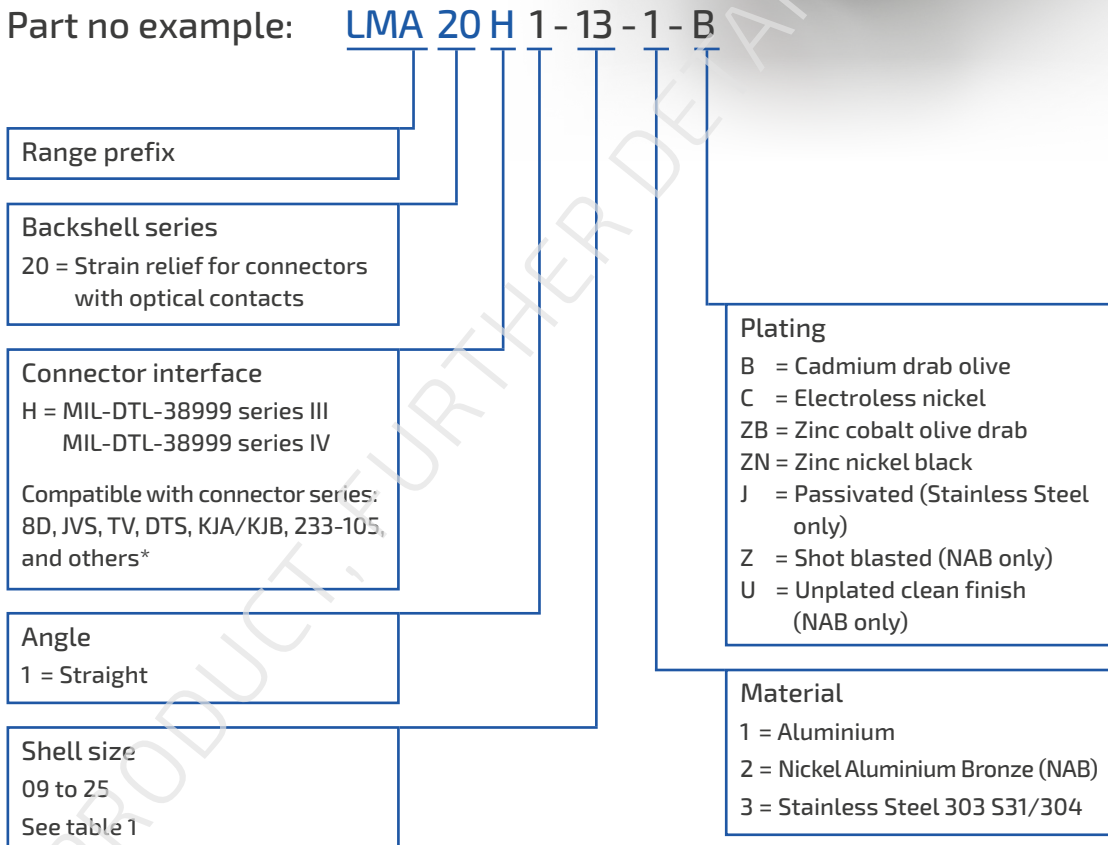 Part no example: LMA 20 H 1 - 13 - 1 - B
Range prefix
Backshell series
20 = Strain relief for connectors
with optical contacts
Connector interface
H = MIL-DTL-38999 series III
MIL-DTL-38999 series IV
Compatible with connector series:
8D, JVS, TV, DTS, KJA/KJB, 233-105,
and others*
Angle
1 = Straight
Shell size
09 to 25
See table 1
Plating
B = Cadmium drab olive
C = Electroless nickel
ZB = Zinc cobalt olive drab
ZN = Zinc nickel black
J = Passivated (Stainless Steel
only)
Z = Shot blasted (NAB only)
U = Unplated clean finish
(NAB only)
Material
1 = Aluminium
2 = Nickel Aluminium Bronze (NAB)
3 = Stainless Steel 303 S31/304
PRODUCT, FURTHER